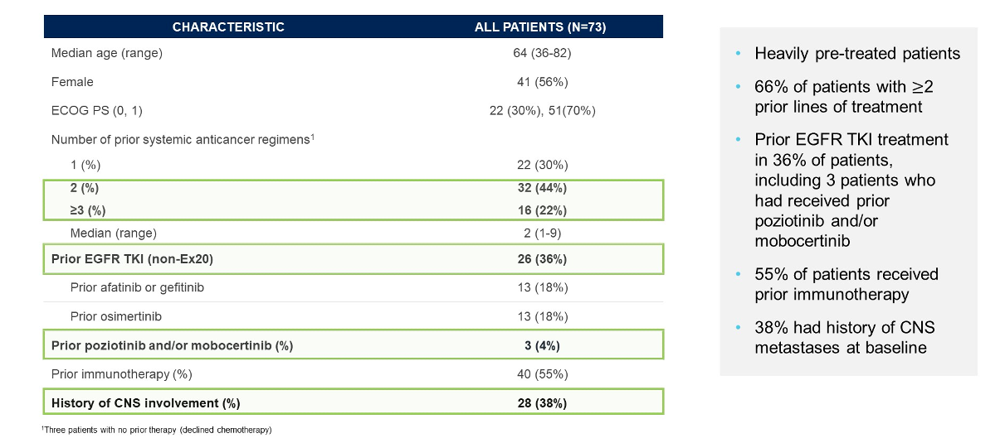 CHARACTERISTIC ALL PATIENTS (N=73)
Median age (range) 64 (36-82)
Female 41 (56%)
ECOG PS (0, 1) 22 (30%), 51(70%)
Number of prior systemic anticancer regimens¹
1 (%) 22 (30%)
2 (%) 32 (44%)
≥3 (%) 16 (22%)
Median (range) 2 (1-9)
Prior EGFR TKI (non-Ex20) 26 (36%)
Prior afatinib or gefitinib 13 (18%)
Prior osimertinib 13 (18%)
Prior poziotinib and/or mobocertinib (%) 3 (4%)
Prior immunotherapy (%) 40 (55%)
History of CNS involvement (%) 28 (38%)
¹Three patients with no prior therapy (declined chemotherapy)
• Heavily pre-treated patients
• 66% of patients with ≥2
prior lines of treatment
• Prior EGFR TKI treatment
in 36% of patients,
including 3 patients who
had received prior
poziotinib and/or
mobocertinib
• 55% of patients received
prior immunotherapy
• 38% had history of CNS
metastases at baseline